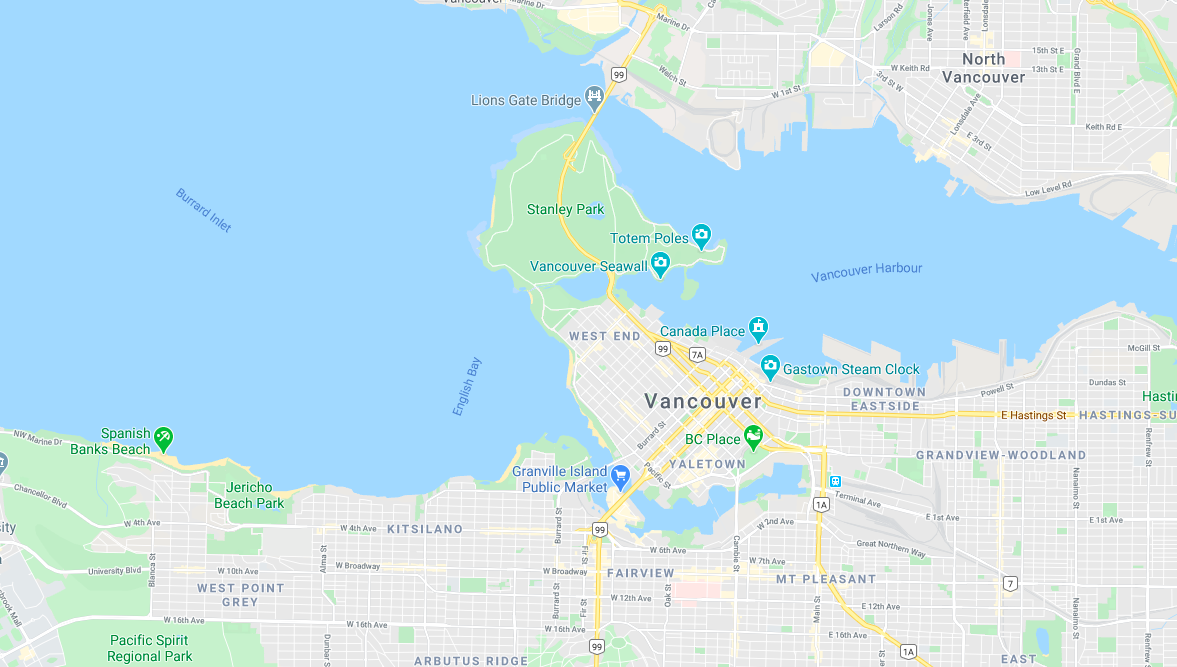 Vancouver
Marine Dr
Marine Dr
Larson Rd
Jones Ave
15th St E
13th St E
Grand Blvd E
North
Vancouver
W Keith Rd
3rd St W
99
Welch St
W 1st St
Lions Gate Bridge
Lonsdale Ave
Keith Rd E
E 3rd St
Low Level Rd
Burrard Inlet
Stanley Park
Totem Poles
Vancouver Seawall
Vancouver Harbour
Canada Place
WEST END
99
7A
McGill St
Gastown Steam Clock
English Bay
Vancouver
DOWNTOWN
EASTSIDE
Powell St
Dundas St
Hasti
E Hastings St
HASTINGS-SU
Burrard St
BC Place
YALETOWN
Pacific St
GRANDVIEW-WOODLAND
Renfrew St
Nanaimo St
NW Marine Dr
Spanish
Banks Beach
Jericho
Beach Park
Granville Island
Public Market
Chancellor Blvd
sity
W 4th Ave
W 4th Ave
KITSILANO
Burrard St
99
1A
Terminal Ave
E 1st Ave
E 1st Ave
W 2nd Ave
Great Northern Way
W 6th Ave
Cambie St
W 7th Ave
University Blvd
Blanca St
W 10th Ave
Alma St
W Broadway
Fir St
W Broadway
FAIRVIEW
MT PLEASANT
7
WEST POINT
GREY
Burrard St
Fir St
W 12th Ave
Oak St
Main St
E 12th Ave
Nanaimo St
Renfrew St
W 16th Ave
W 16th Ave
W 16th Ave
E 16th Ave
Pacific Spirit
Regional Park
Dunbar S
ARBUTUS RIDGE
99
1A
EAST